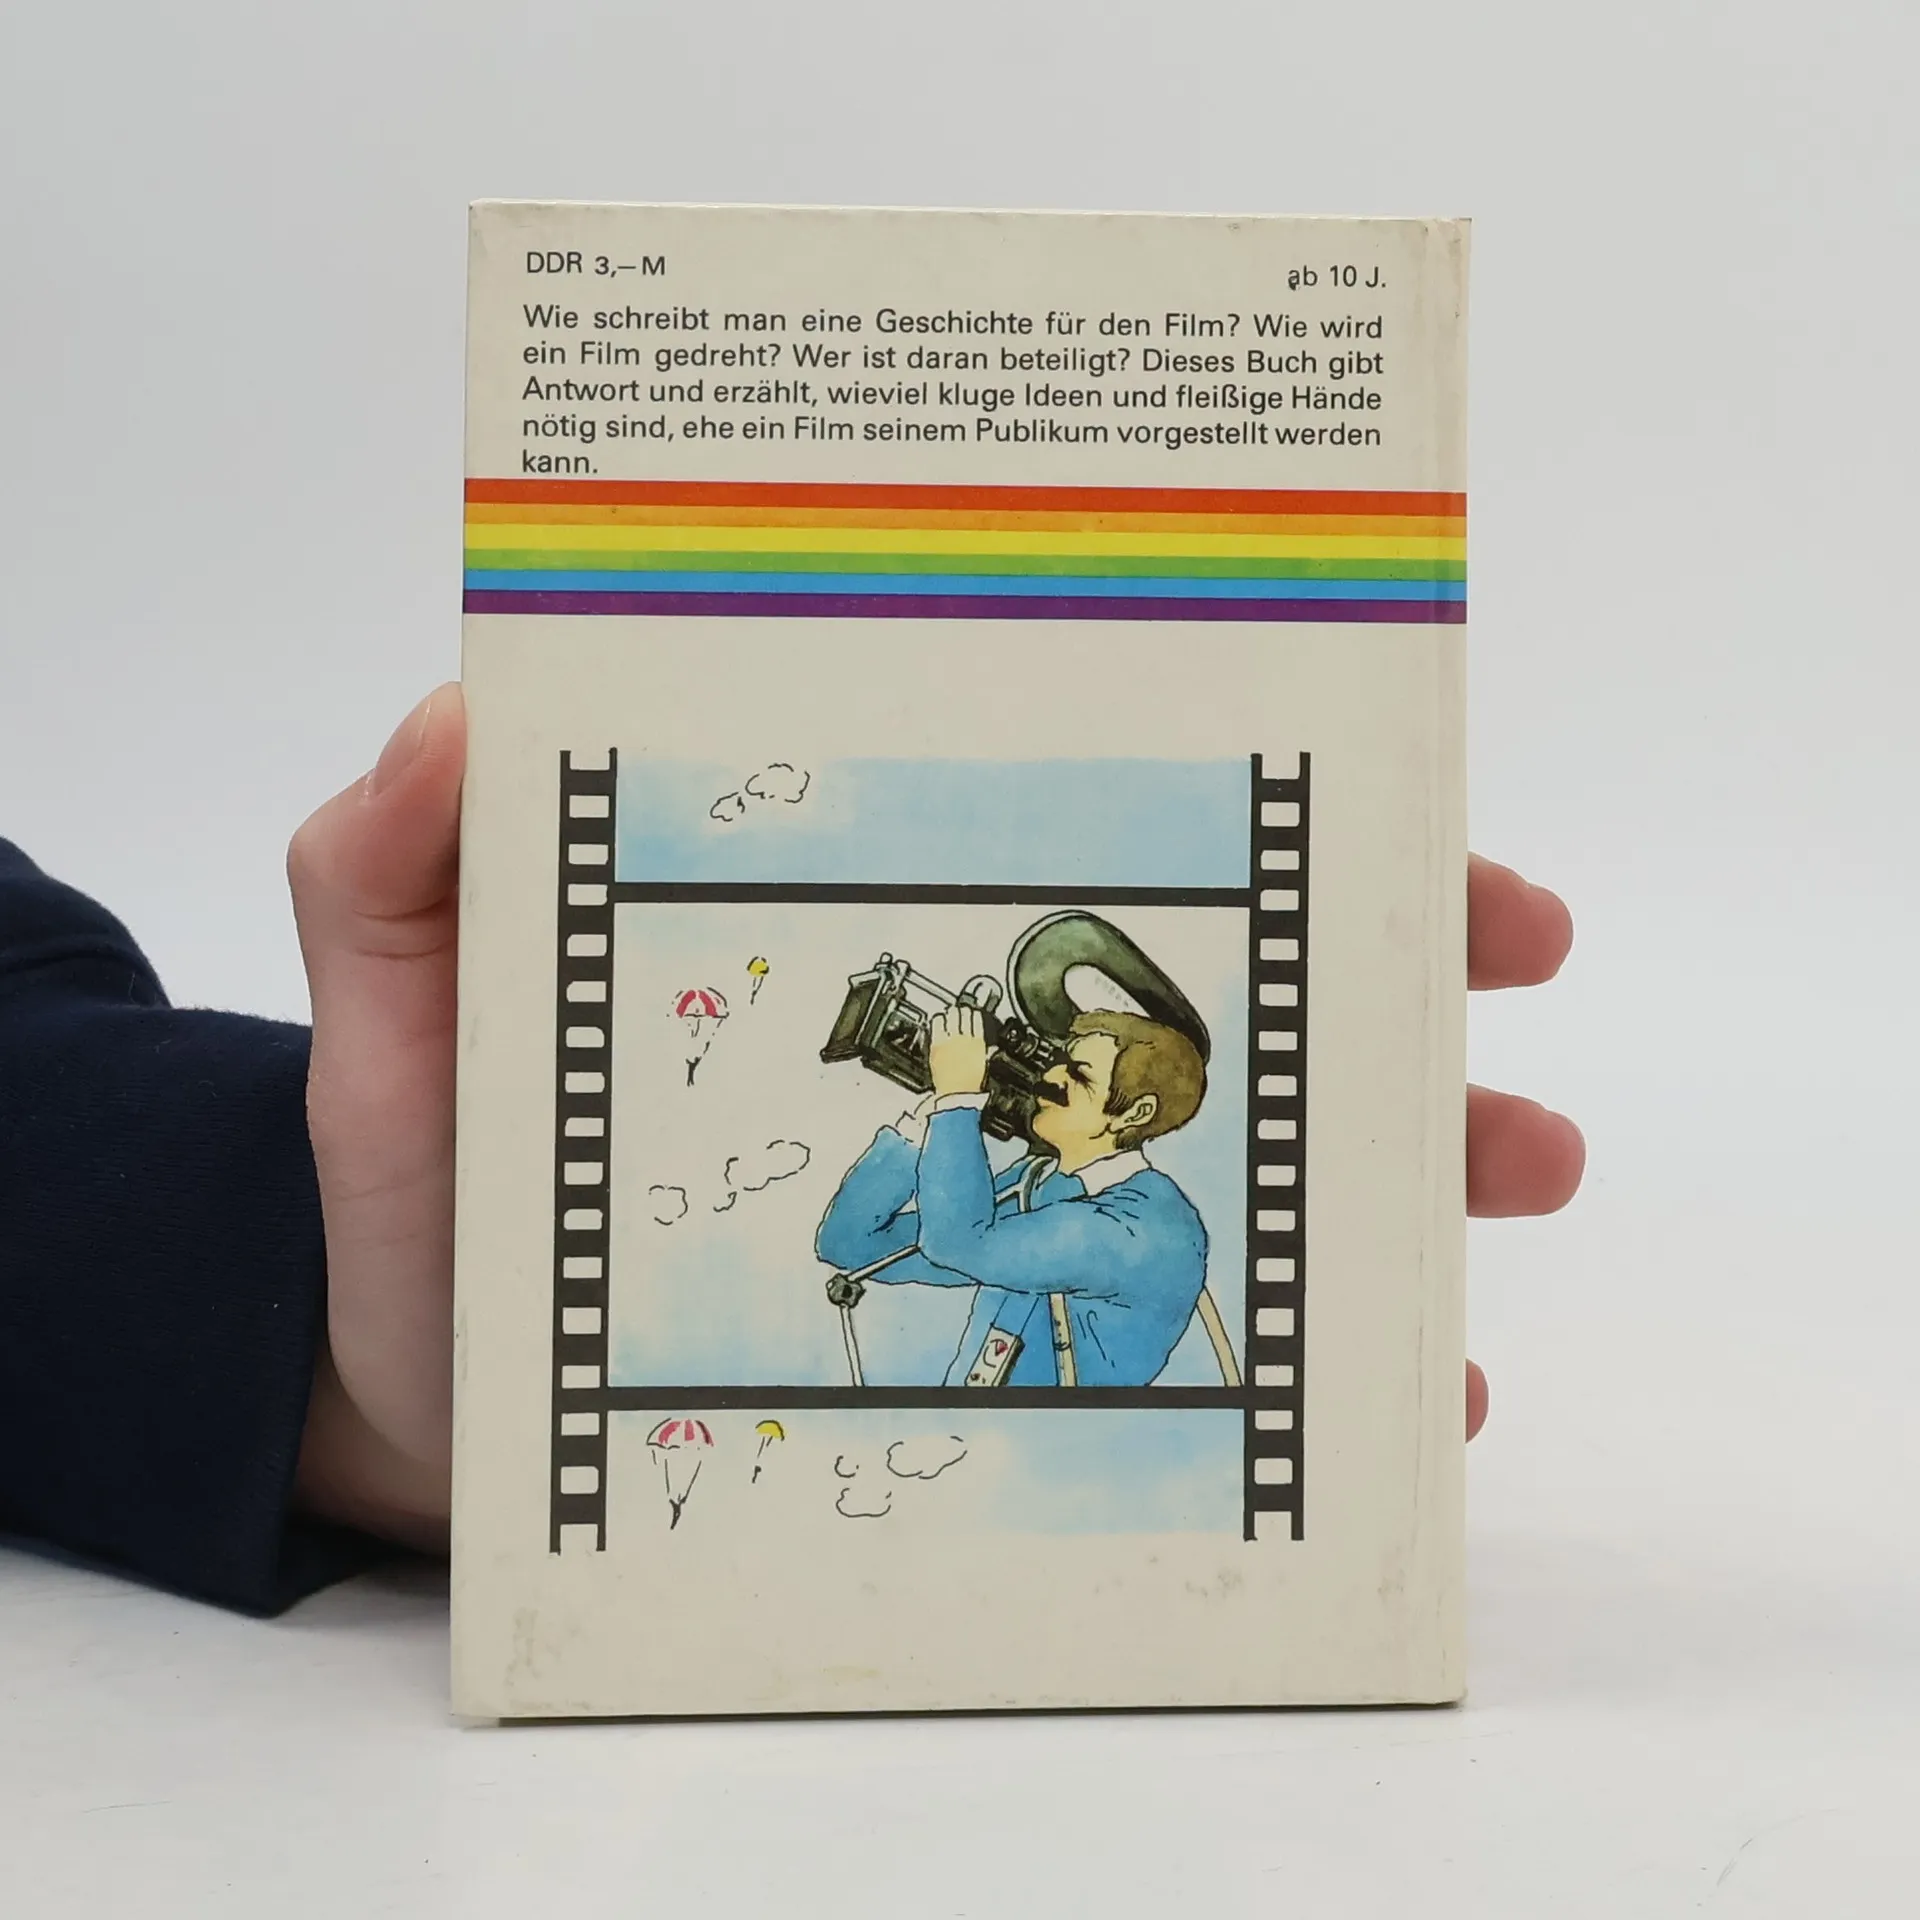 DDR 3,– M
ab 10 J.
Wie schreibt man eine Geschichte für den Film? Wie wird
ein Film gedreht? Wer ist daran beteiligt? Dieses Buch gibt
Antwort und erzählt, wieviel kluge Ideen und fleißige Hände
nötig sind, ehe ein Film seinem Publikum vorgestellt werden
kann.